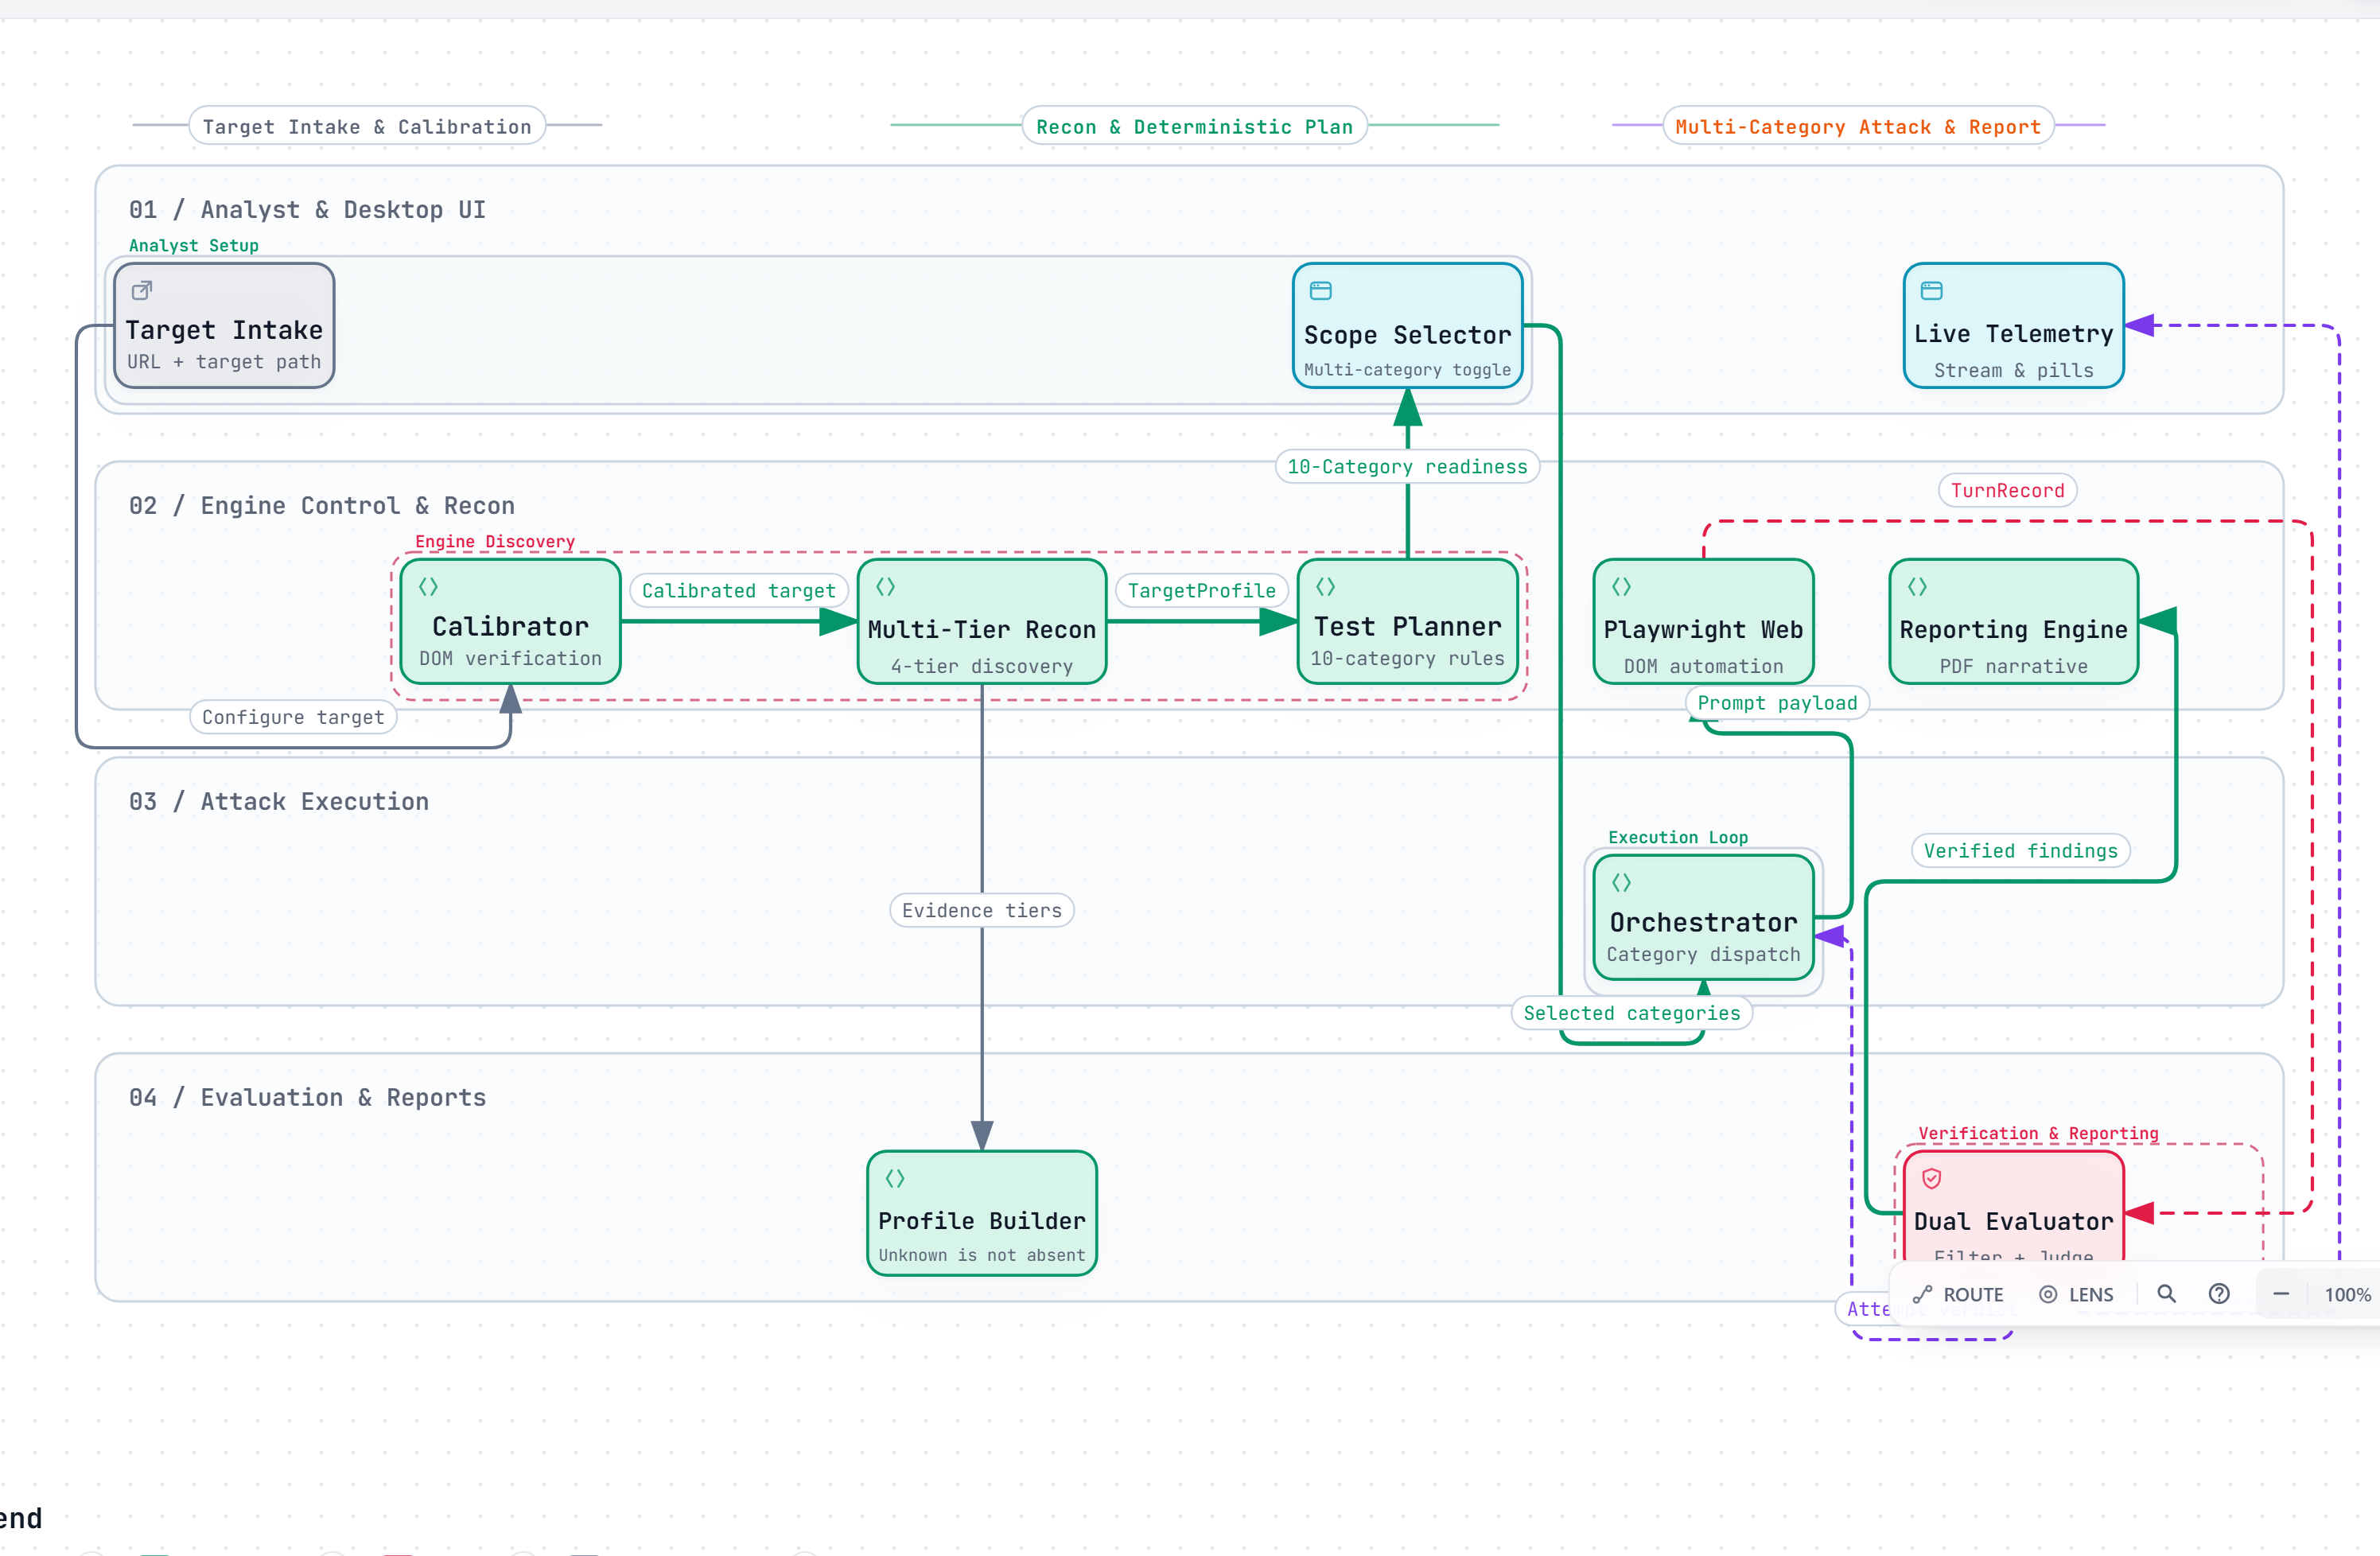 Target Intake & Calibration
Recon & Deterministic Plan
Multi-Category Attack & Report
01 / Analyst & Desktop UI
Analyst Setup
Target Intake
URL + target path
Scope Selector
Multi-category toggle
Live Telemetry
Stream & pills
10-Category readiness
02 / Engine Control & Recon
TurnRecord
Engine Discovery
Calibrator
DOM verification
Calibrated target
Multi-Tier Recon
4-tier discovery
TargetProfile
Test Planner
10-category rules
Playwright Web
DOM automation
Reporting Engine
PDF narrative
Configure target
Prompt payload
03 / Attack Execution
Execution Loop
Verified findings
Orchestrator
Category dispatch
Evidence tiers
Selected categories
04 / Evaluation & Reports
Verification & Reporting
Profile Builder
Unknown is not absent
Dual Evaluator
Filter + Judge
Attempt verdict
ROUTE
LENS
100%
end